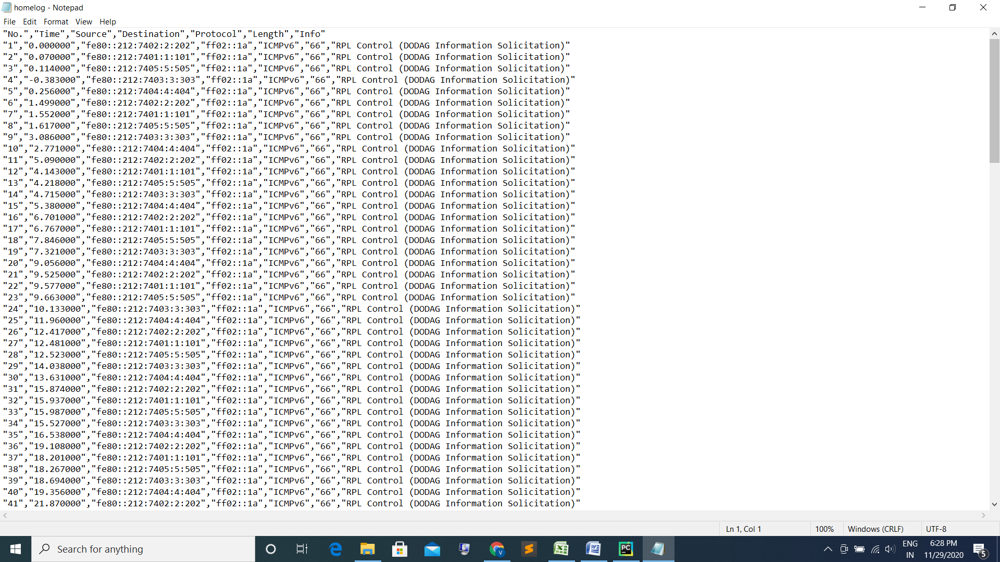 homelog - Notepad
File Edit Format View Help
"No.","Time","Source","Destination","Protocol","Length","Info"
"1","0.000000","fe80::212:7402:2:202","ff02::1a","ICMPv6","66","RPL Control (DODAG Information Solicitation)"
"2","0.070000","fe80::212:7401:1:101","ff02::1a","ICMPv6","66","RPL Control (DODAG Information Solicitation)"
"3","0.114000","fe80::212:7405:5:505","ff02::1a","ICMPv6","66","RPL Control (DODAG Information Solicitation)"
"4","-0.383000","fe80::212:7403:3:303","ff02::1a","ICMPv6","66","RPL Control (DODAG Information Solicitation)"
"5","0.256000","fe80::212:7404:4:404","ff02::1a","ICMPv6","66","RPL Control (DODAG Information Solicitation)"
"6","1.499000","fe80::212:7402:2:202","ff02::1a","ICMPv6","66","RPL Control (DODAG Information Solicitation)"
"7","1.552000","fe80::212:7401:1:101","ff02::1a","ICMPv6","66","RPL Control (DODAG Information Solicitation)"
"8","1.617000","fe80::212:7405:5:505","ff02::1a","ICMPv6","66","RPL Control (DODAG Information Solicitation)"
"9","3.086000","fe80::212:7403:3:303","ff02::1a","ICMPv6","66","RPL Control (DODAG Information Solicitation)"
"10","2.771000","fe80::212:7404:4:404","ff02::1a","ICMPv6","66","RPL Control (DODAG Information Solicitation)"
"11","5.090000","fe80::212:7402:2:202","ff02::1a","ICMPv6","66","RPL Control (DODAG Information Solicitation)"
"12","4.143000","fe80::212:7401:1:101","ff02::1a","ICMPv6","66","RPL Control (DODAG Information Solicitation)"
"13","4.218000","fe80::212:7405:5:505","ff02::1a","ICMPv6","66","RPL Control (DODAG Information Solicitation)"
"14","4.715000","fe80::212:7403:3:303","ff02::1a","ICMPv6","66","RPL Control (DODAG Information Solicitation)"
"15","5.380000","fe80::212:7404:4:404","ff02::1a","ICMPv6","66","RPL Control (DODAG Information Solicitation)"
"16","6.701000","fe80::212:7402:2:202","ff02::1a","ICMPv6","66","RPL Control (DODAG Information Solicitation)"
"17","6.767000","fe80::212:7401:1:101","ff02::1a","ICMPv6","66","RPL Control (DODAG Information Solicitation)"
"18","7.846000","fe80::212:7405:5:505","ff02::1a","ICMPv6","66","RPL Control (DODAG Information Solicitation)"
"19","7.321000","fe80::212:7403:3:303","ff02::1a","ICMPv6","66","RPL Control (DODAG Information Solicitation)"
"20","9.056000","fe80::212:7404:4:404","ff02::1a","ICMPv6","66","RPL Control (DODAG Information Solicitation)"
"21","9.525000","fe80::212:7402:2:202","ff02::1a","ICMPv6","66","RPL Control (DODAG Information Solicitation)"
"22","9.577000","fe80::212:7401:1:101","ff02::1a","ICMPv6","66","RPL Control (DODAG Information Solicitation)"
"23","9.663000","fe80::212:7405:5:505","ff02::1a","ICMPv6","66","RPL Control (DODAG Information Solicitation)"
"24","10.133000","fe80::212:7403:3:303","ff02::1a","ICMPv6","66","RPL Control (DODAG Information Solicitation)"
"25","11.960000","fe80::212:7404:4:404","ff02::1a","ICMPv6","66","RPL Control (DODAG Information Solicitation)"
"26","12.417000","fe80::212:7402:2:202","ff02::1a","ICMPv6","66","RPL Control (DODAG Information Solicitation)"
"27","12.481000","fe80::212:7401:1:101","ff02::1a","ICMPv6","66","RPL Control (DODAG Information Solicitation)"
"28","12.523000","fe80::212:7405:5:505","ff02::1a","ICMPv6","66","RPL Control (DODAG Information Solicitation)"
"29","14.038000","fe80::212:7403:3:303","ff02::1a","ICMPv6","66","RPL Control (DODAG Information Solicitation)"
"30","13.631000","fe80::212:7404:4:404","ff02::1a","ICMPv6","66","RPL Control (DODAG Information Solicitation)"
"31","15.874000","fe80::212:7402:2:202","ff02::1a","ICMPv6","66","RPL Control (DODAG Information Solicitation)"
"32","15.937000","fe80::212:7401:1:101","ff02::1a","ICMPv6","66","RPL Control (DODAG Information Solicitation)"
"33","15.987000","fe80::212:7405:5:505","ff02::1a","ICMPv6","66","RPL Control (DODAG Information Solicitation)"
"34","15.527000","fe80::212:7403:3:303","ff02::1a","ICMPv6","66","RPL Control (DODAG Information Solicitation)"
"35","16.538000","fe80::212:7404:4:404","ff02::1a","ICMPv6","66","RPL Control (DODAG Information Solicitation)"
"36","19.108000","fe80::212:7402:2:202","ff02::1a","ICMPv6","66","RPL Control (DODAG Information Solicitation)"
"37","18.201000","fe80::212:7401:1:101","ff02::1a","ICMPv6","66","RPL Control (DODAG Information Solicitation)"
"38","18.267000","fe80::212:7405:5:505","ff02::1a","ICMPv6","66","RPL Control (DODAG Information Solicitation)"
"39","18.694000","fe80::212:7403:3:303","ff02::1a","ICMPv6","66","RPL Control (DODAG Information Solicitation)"
"40","19.356000","fe80::212:7404:4:404","ff02::1a","ICMPv6","66","RPL Control (DODAG Information Solicitation)"
"41","21.870000","fe80::212:7402:2:202","ff02::1a","ICMPv6","66","RPL Control (DODAG Information Solicitation)"
Ln 1, Col 1 100% Windows (CRLF) UTF-8
Search for anything
V
PC
ENG
IN
6:28 PM
11/29/2020
5